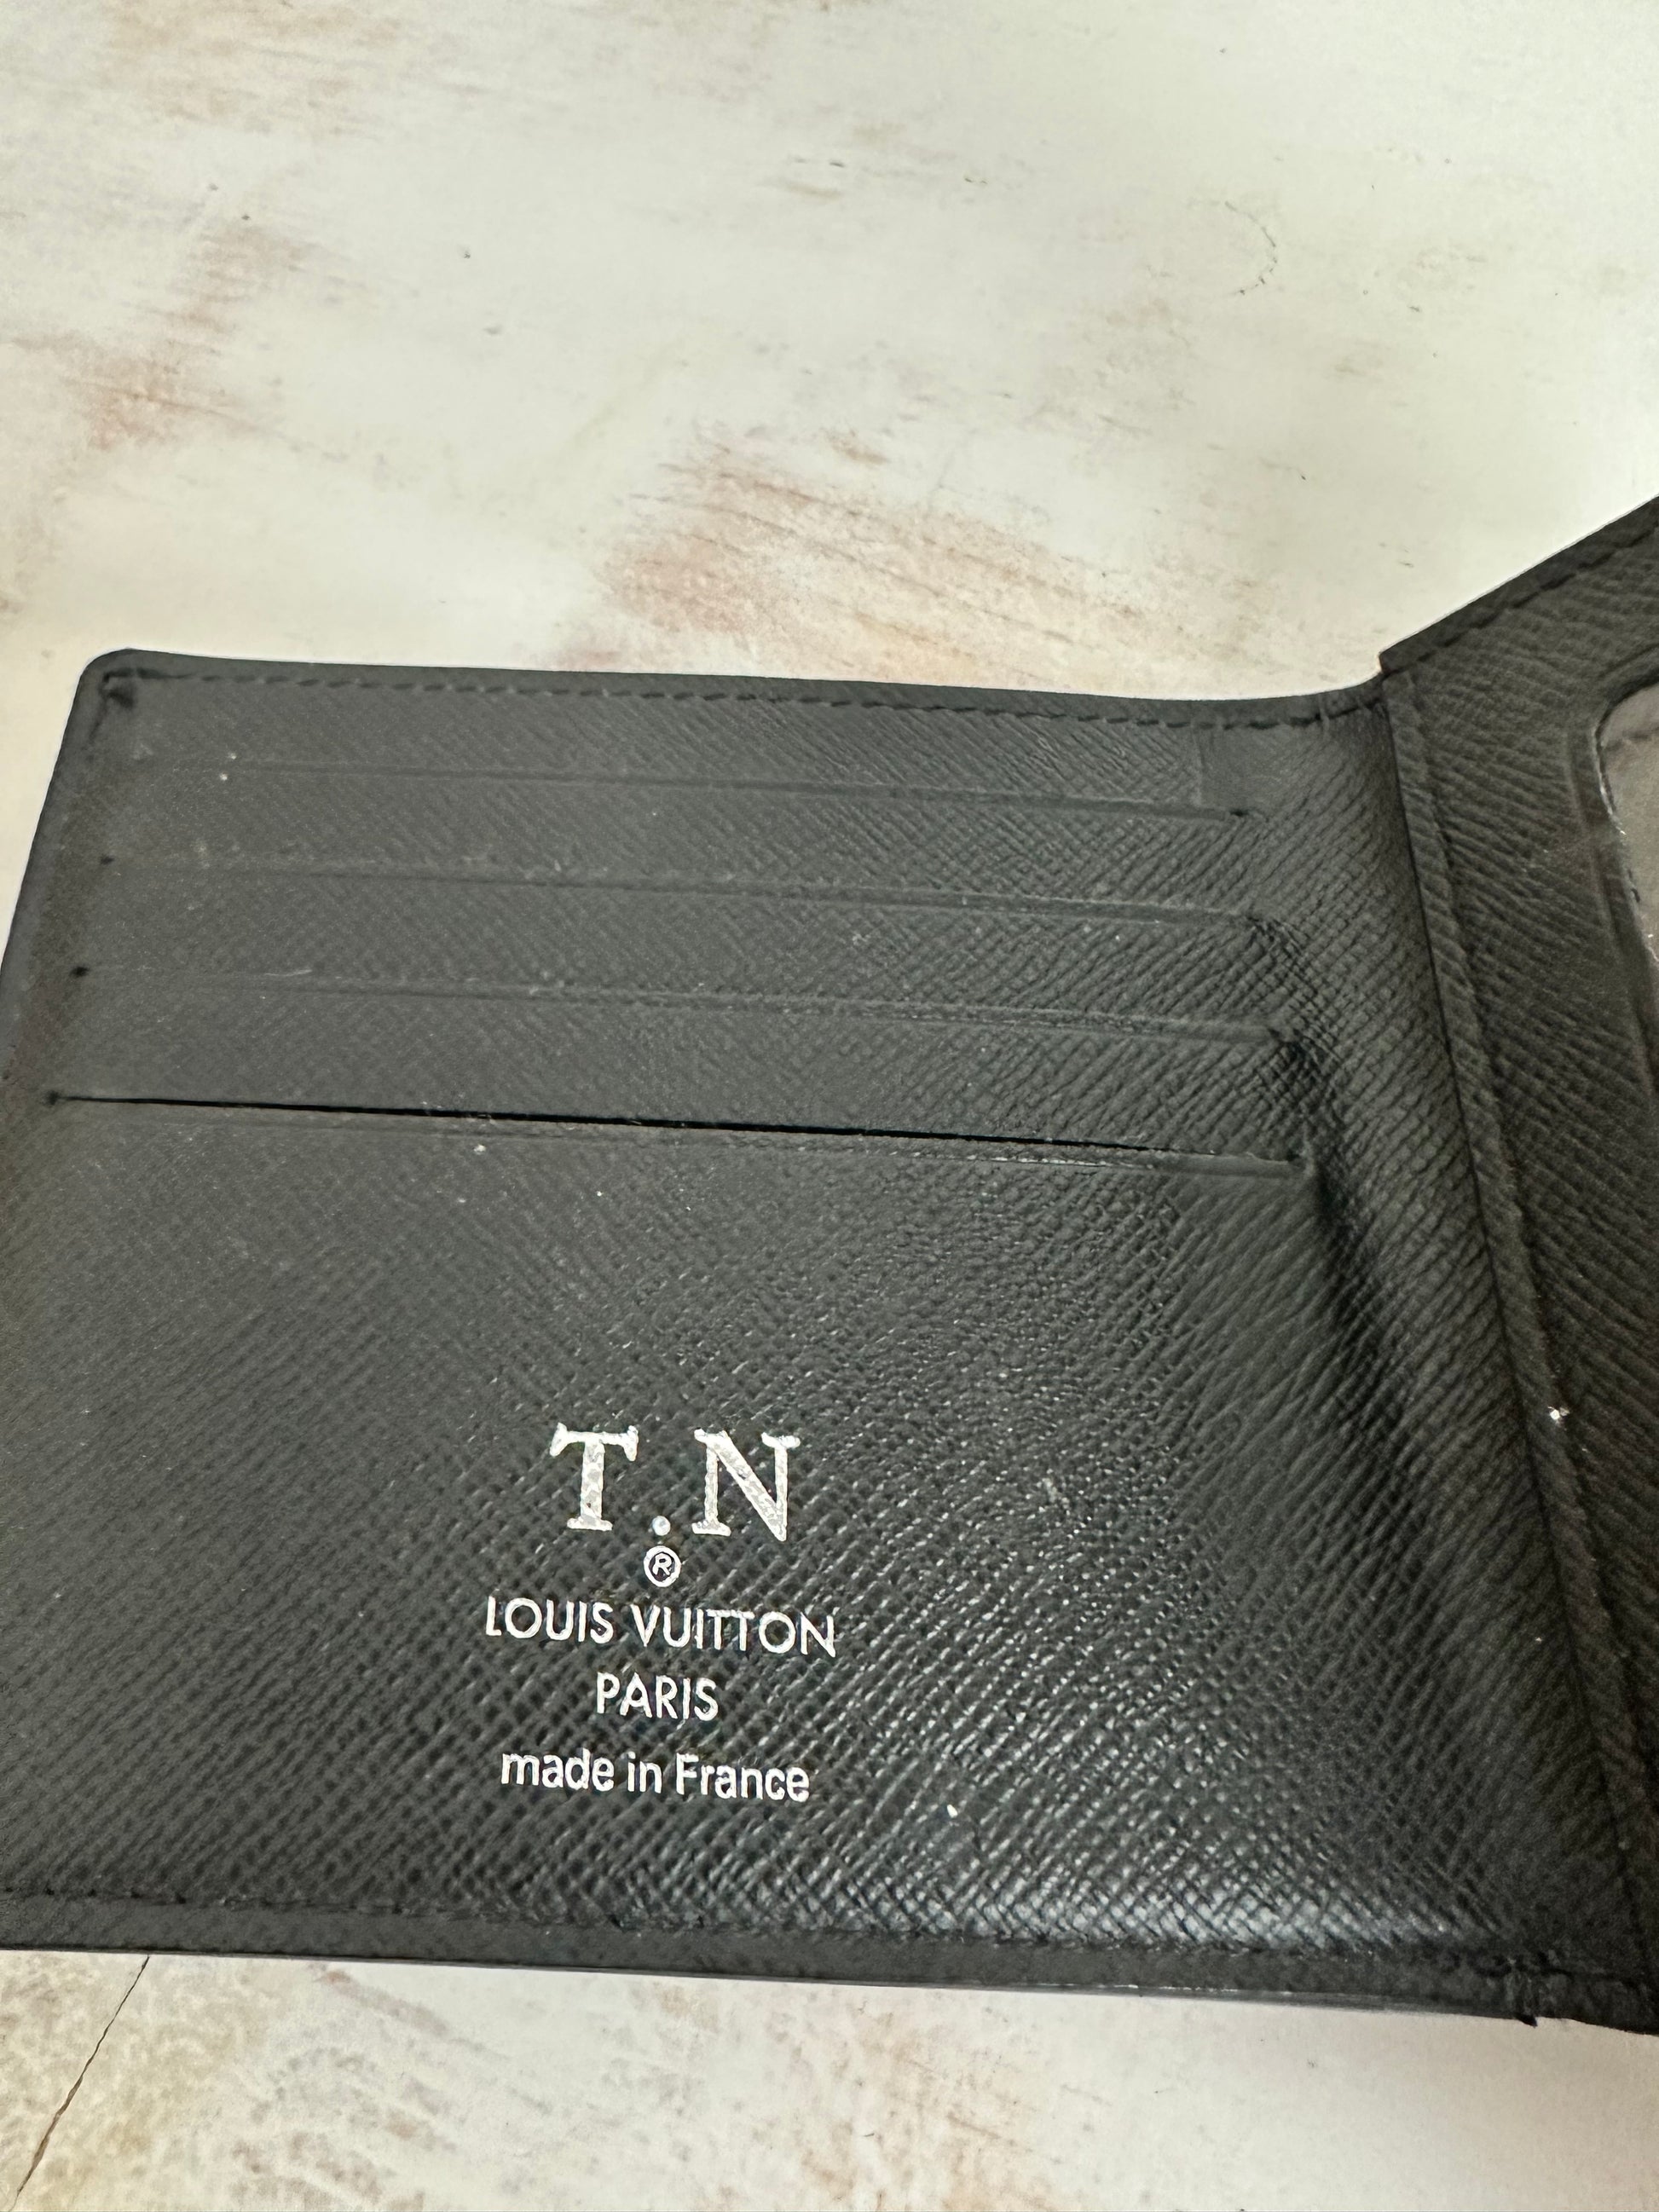 T.N
®
LOUIS VUITTON
PARIS
made in France